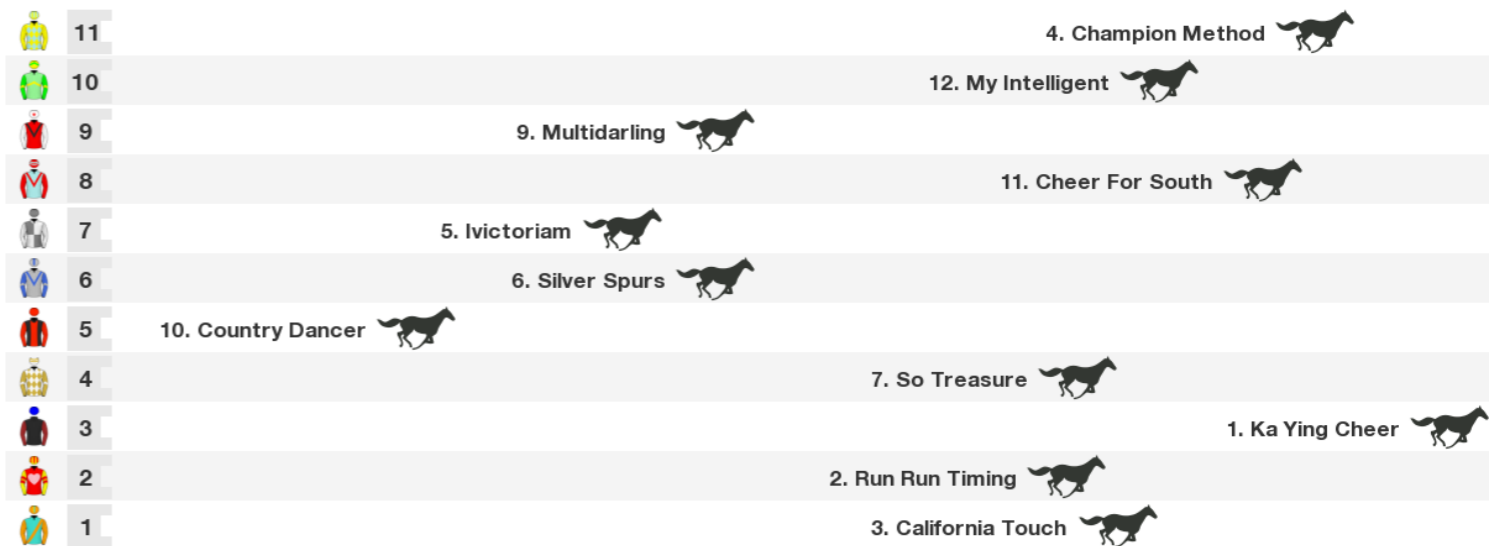 11 4. Champion Method
10 12. My Intelligent
9 9. Multidarling
8 11. Cheer For South
7 5. Ivictoriam
6 6. Silver Spurs
5 10. Country Dancer
4 7. So Treasure
3 1. Ka Ying Cheer
2 2. Run Run Timing
1 3. California Touch